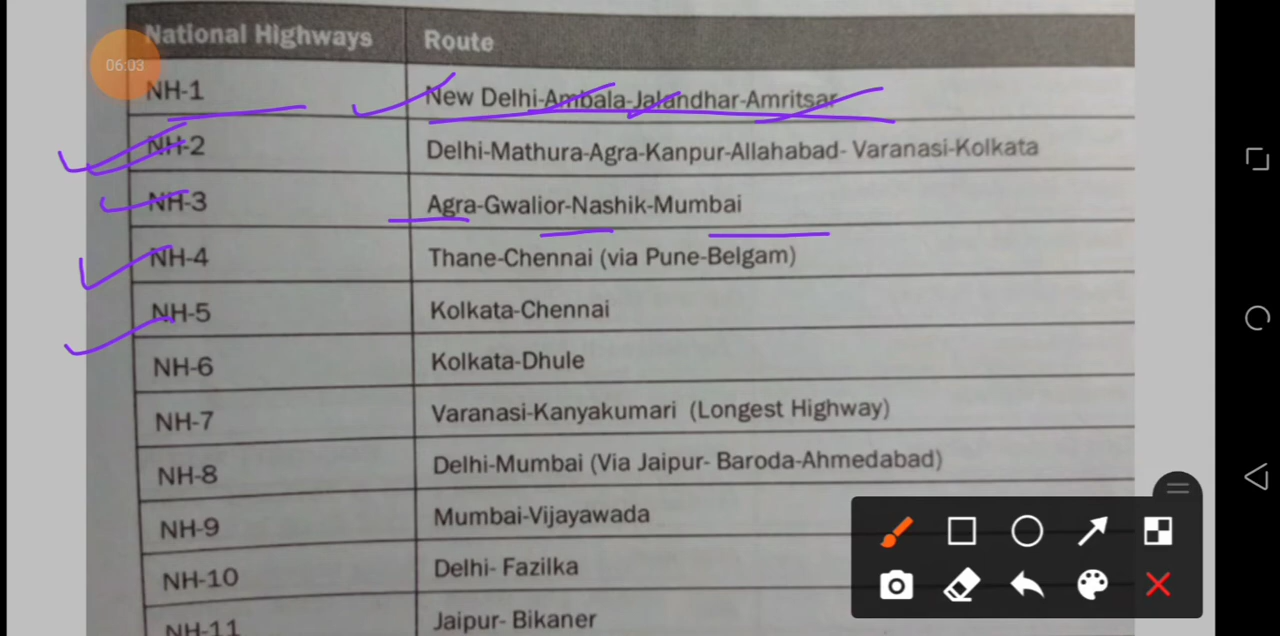 National Highways Route
06:03
NH-1 New Delhi-Ambala-Jalandhar-Amritsar
NH-2 Delhi-Mathura-Agra-Kanpur-Allahabad- Varanasi-Kolkata
NH-3 Agra-Gwalior-Nashik-Mumbai
NH-4 Thane-Chennai (via Pune-Belgam)
NH-5 Kolkata-Chennai
NH-6 Kolkata-Dhule
NH-7 Varanasi-Kanyakumari (Longest Highway)
NH-8 Delhi-Mumbai (Via Jaipur- Baroda-Ahmedabad)
NH-9 Mumbai-Vijayawada
NH-10 Delhi- Fazilka
NH-11 Jaipur- Bikaner